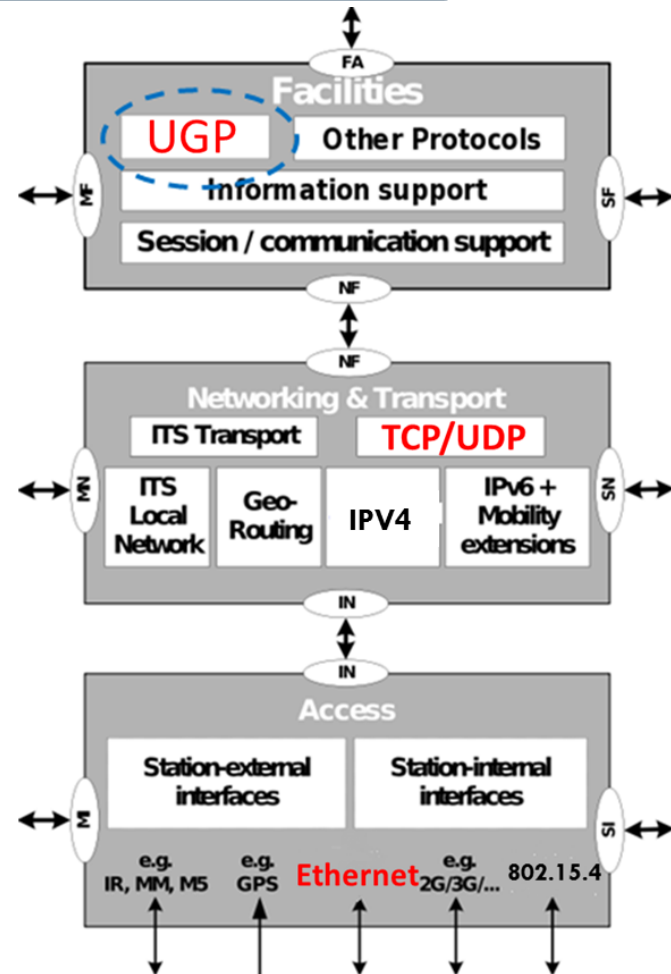 FA
Facilities
UGP
Other Protocols
MF
Information support
SF
Session / communication support
NF
NF
Networking & Transport
ITS Transport
TCP/UDP
MN
ITS
Local
Network
Geo-
Routing
IPV4
IPv6 +
Mobility
extensions
SN
IN
IN
Access
Station-external
interfaces
Station-internal
interfaces
MI
SI
e.g.
IR, MM, M5
e.g.
GPS
Ethernet
e.g.
2G/3G/...
802.15.4